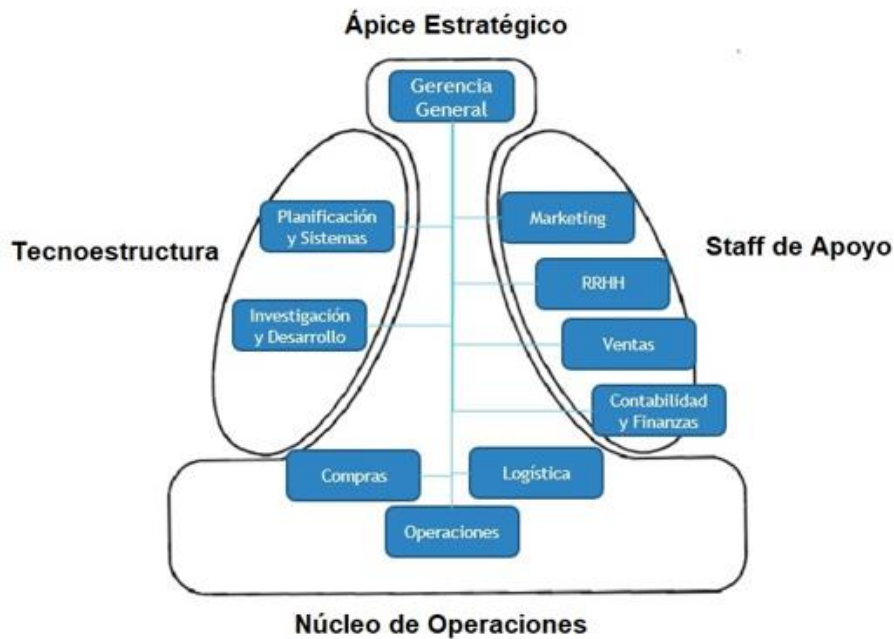 Ápice Estratégico
Gerencia
General
Planificación
y Sistemas
Marketing
Tecnoestructura
Staff de Apoyo
RRHH
Investigación
y Desarrollo
Ventas
Contabilidad
y Finanzas
Compras
Logística
Operaciones
Núcleo de Operaciones